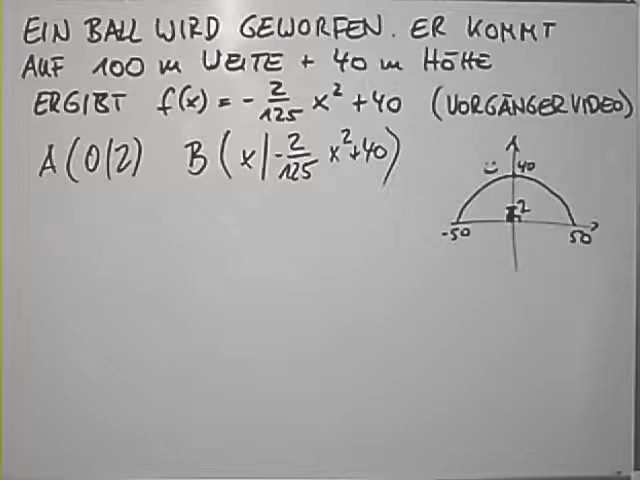 EIN BALL WIRD GEWORFEN. ER KOMMT
AUF 100 m WEITE + 40 m HÖHE
ERGIBT f(x) = - 2/125 x² + 40 (VORGÄNGERVIDEO)
A(0|2) B(x|-2/125 x²+40)
40
2
-50 50